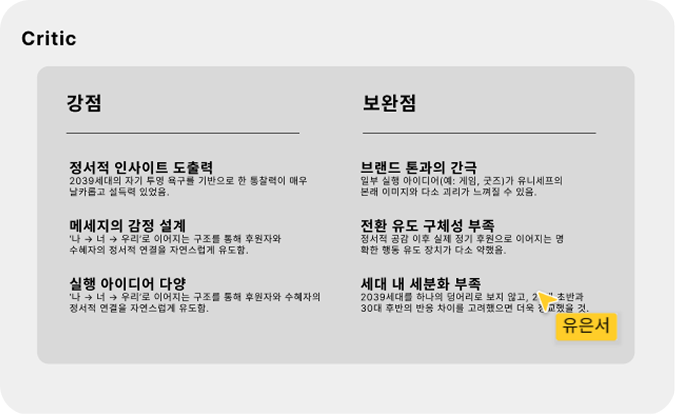 Critic
강점
정서적 인사이트 도출력
2039세대의 자기 투영 욕구를 기반으로 한 통찰력이 매우
날카롭고 설득력 있었음.
메세지의 감정 설계
'나 → 너 → 우리'로 이어지는 구조를 통해 후원자와
수혜자의 정서적 연결을 자연스럽게 유도함.
실행 아이디어 다양
'나 → 너 → 우리'로 이어지는 구조를 통해 후원자와 수혜자의
정서적 연결을 자연스럽게 유도함.
보완점
브랜드 톤과의 간극
일부 실행 아이디어(예: 게임, 굿즈)가 유니세프의
본래 이미지와 다소 괴리가 느껴질 수 있음.
전환 유도 구체성 부족
정서적 공감 이후 실제 정기 후원으로 이어지는 명
확한 행동 유도 장치가 다소 약했음.
세대 내 세분화 부족
2039세대를 하나의 덩어리로 보지 않고, 초반과
30대 후반의 반응 차이를 고려했으면 더욱 것.
유은서